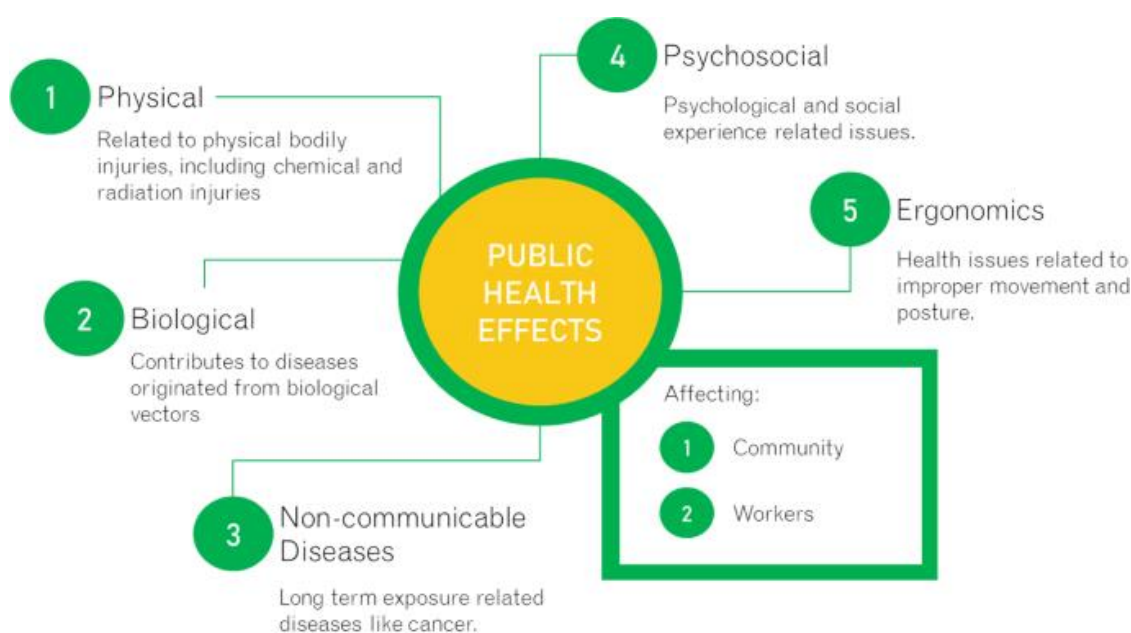 1
Physical
Related to physical bodily
injuries, including chemical and
radiation injuries
2
Biological
Contributes to diseases
originated from biological
vectors
3
Non-communicable
Diseases
Long term exposure related
diseases like cancer.
4
Psychosocial
Psychological and social
experience related issues.
5
Ergonomics
Health issues related to
improper movement and
posture.
PUBLIC
HEALTH
EFFECTS
Affecting:
1 Community
2 Workers